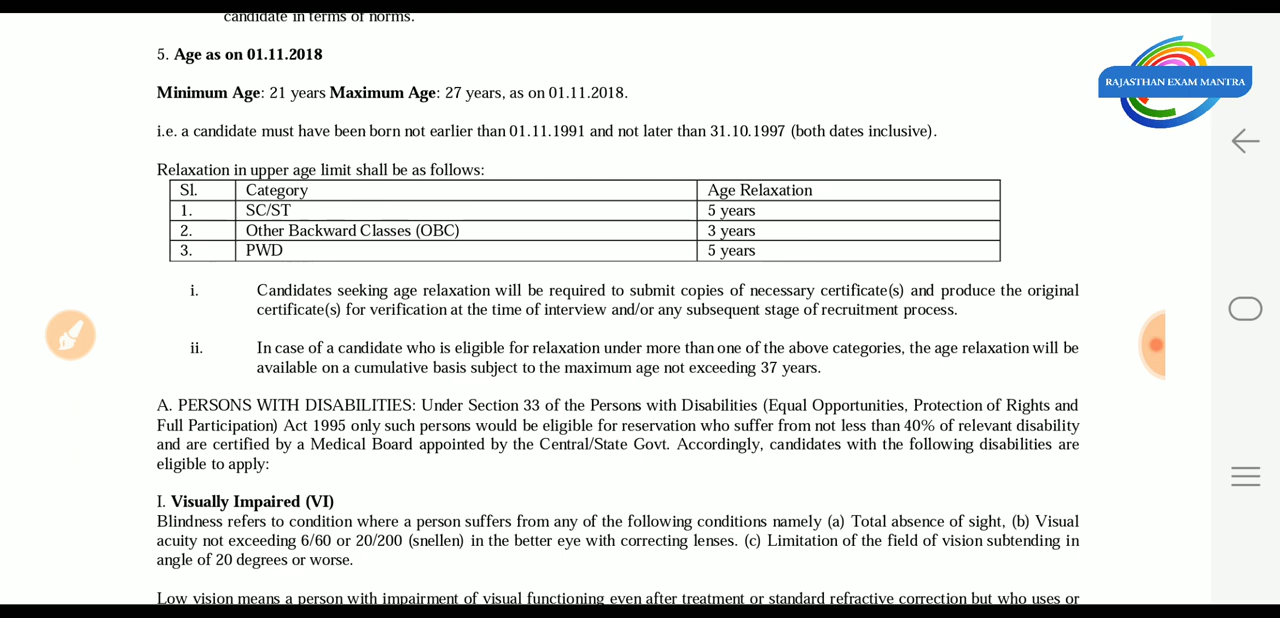 candidate in terms of norms.
5. Age as on 01.11.2018
RAJASTHAN EXAM MANTRA
Minimum Age: 21 years Maximum Age: 27 years, as on 01.11.2018.
i.e. a candidate must have been born not earlier than 01.11.1991 and not later than 31.10.1997 (both dates inclusive).
Relaxation in upper age limit shall be as follows:
Sl. Category Age Relaxation
1. SC/ST 5 years
2. Other Backward Classes (OBC) 3 years
3. PWD 5 years
i. Candidates seeking age relaxation will be required to submit copies of necessary certificate(s) and produce the original
certificate(s) for verification at the time of interview and/or any subsequent stage of recruitment process.
ii. In case of a candidate who is eligible for relaxation under more than one of the above categories, the age relaxation will be
available on a cumulative basis subject to the maximum age not exceeding 37 years.
A. PERSONS WITH DISABILITIES: Under Section 33 of the Persons with Disabilities (Equal Opportunities, Protection of Rights and
Full Participation) Act 1995 only such persons would be eligible for reservation who suffer from not less than 40% of relevant disability
and are certified by a Medical Board appointed by the Central/State Govt. Accordingly, candidates with the following disabilities are
eligible to apply:
I. Visually Impaired (VI)
Blindness refers to condition where a person suffers from any of the following conditions namely (a) Total absence of sight, (b) Visual
acuity not exceeding 6/60 or 20/200 (snellen) in the better eye with correcting lenses. (c) Limitation of the field of vision subtending in
angle of 20 degrees or worse.
Low vision means a person with impairment of visual functioning even after treatment or standard refractive correction but who uses or